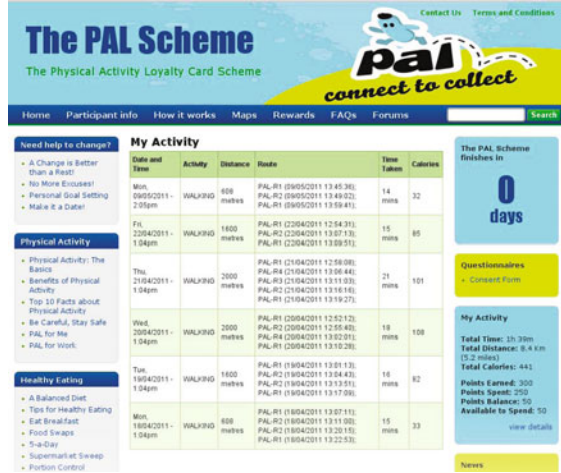 Contact Us Terms and Conditions
The PAL Scheme
The Physical Activity Loyalty Card Scheme
pal
connect to collect
Home Participant info How it works Maps Rewards FAQs Forums Search
Need help to change?
A Change is Better
than a Rest!
No More Excuses!
Personal Goal Setting
Make it a Date!
Physical Activity
Physical Activity: The
Basics
Benefits of Physical
Activity
Top 10 Facts about
Physical Activity
Be Careful, Stay Safe
PAL for Me
PAL for Work
Healthy Eating
A Balanced Diet
Tips for Healthy Eating
Eat Breakfast
Food Swaps
5-a-Day
Supermarket Sweep
Portion Control
My Activity
Date and Time Activity Distance Route Time Taken Calories
Mon, 09/05/2011 - 2:05pm WALKING 608 metres PAL-R1 (09/05/2011 13:45:36); 14 mins 32
PAL-R2 (09/05/2011 13:49:02);
PAL-R1 (09/05/2011 13:59:41);
Fri, 22/04/2011 - 1:04pm WALKING 1600 metres PAL-R1 (22/04/2011 12:54:31); 15 mins 85
PAL-R2 (22/04/2011 13:07:13);
PAL-R1 (22/04/2011 13:09:51);
Thu, 21/04/2011 - 1:04pm WALKING 2000 metres PAL-R1 (21/04/2011 12:58:08); 21 mins 101
PAL-R4 (21/04/2011 13:06:44);
PAL-R3 (21/04/2011 13:11:03);
PAL-R2 (21/04/2011 13:16:16);
PAL-R1 (21/04/2011 13:19:27);
Wed, 20/04/2011 - 1:04pm WALKING 2000 metres PAL-R1 (20/04/2011 12:52:12); 18 mins 108
PAL-R2 (20/04/2011 12:55:40);
PAL-R4 (20/04/2011 13:02:01);
PAL-R1 (20/04/2011 13:10:28);
Tue, 19/04/2011 - 1:04pm WALKING 1600 metres PAL-R1 (19/04/2011 13:01:13); 16 mins 82
PAL-R2 (19/04/2011 13:04:43);
PAL-R2 (19/04/2011 13:13:51);
PAL-R1 (19/04/2011 13:17:09);
Mon, 18/04/2011 - 1:04pm WALKING 608 metres PAL-R1 (18/04/2011 13:07:11); 15 mins 33
PAL-R2 (18/04/2011 13:11:00);
PAL-R2 (18/04/2011 13:20:15);
PAL-R1 (18/04/2011 13:22:53);
The PAL Scheme
finishes in
0
days
Questionnaires
Consent Form
My Activity
Total Time: 1h 39m
Total Distance: 8.4 Km
(5.2 miles)
Total Calories: 441
Points Earned: 300
Points Spent: 250
Points Balance: 50
Available to Spend: 50
view details
News